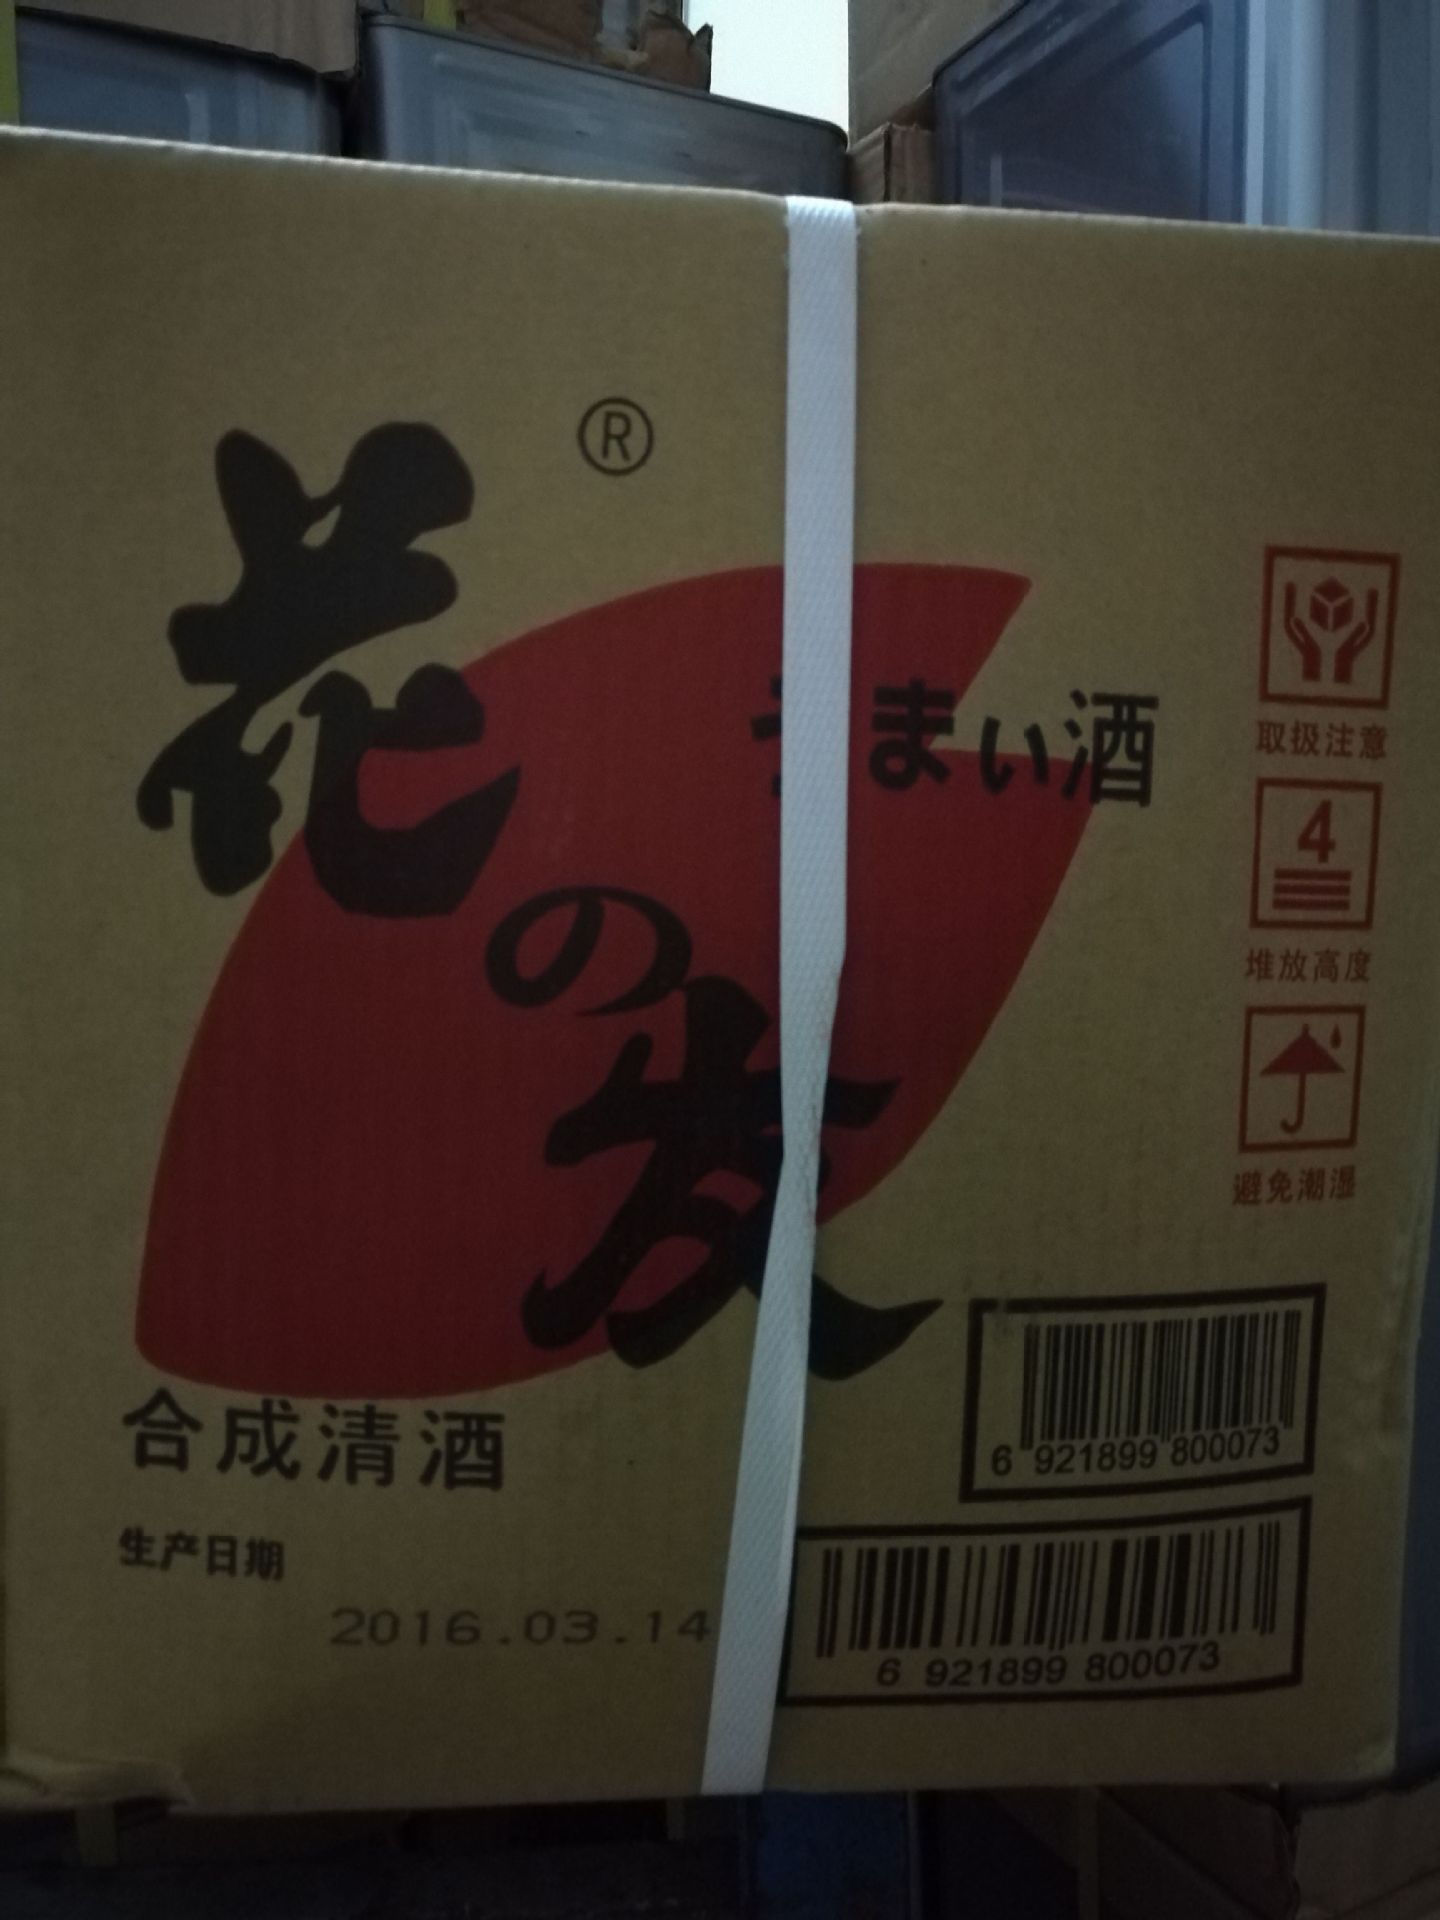 ®
花の友
うまい酒
取扱注意
4
堆放高度
避免潮湿
合成清酒
生产日期
2016.03.14
6 921899 800073
6 921899 800073